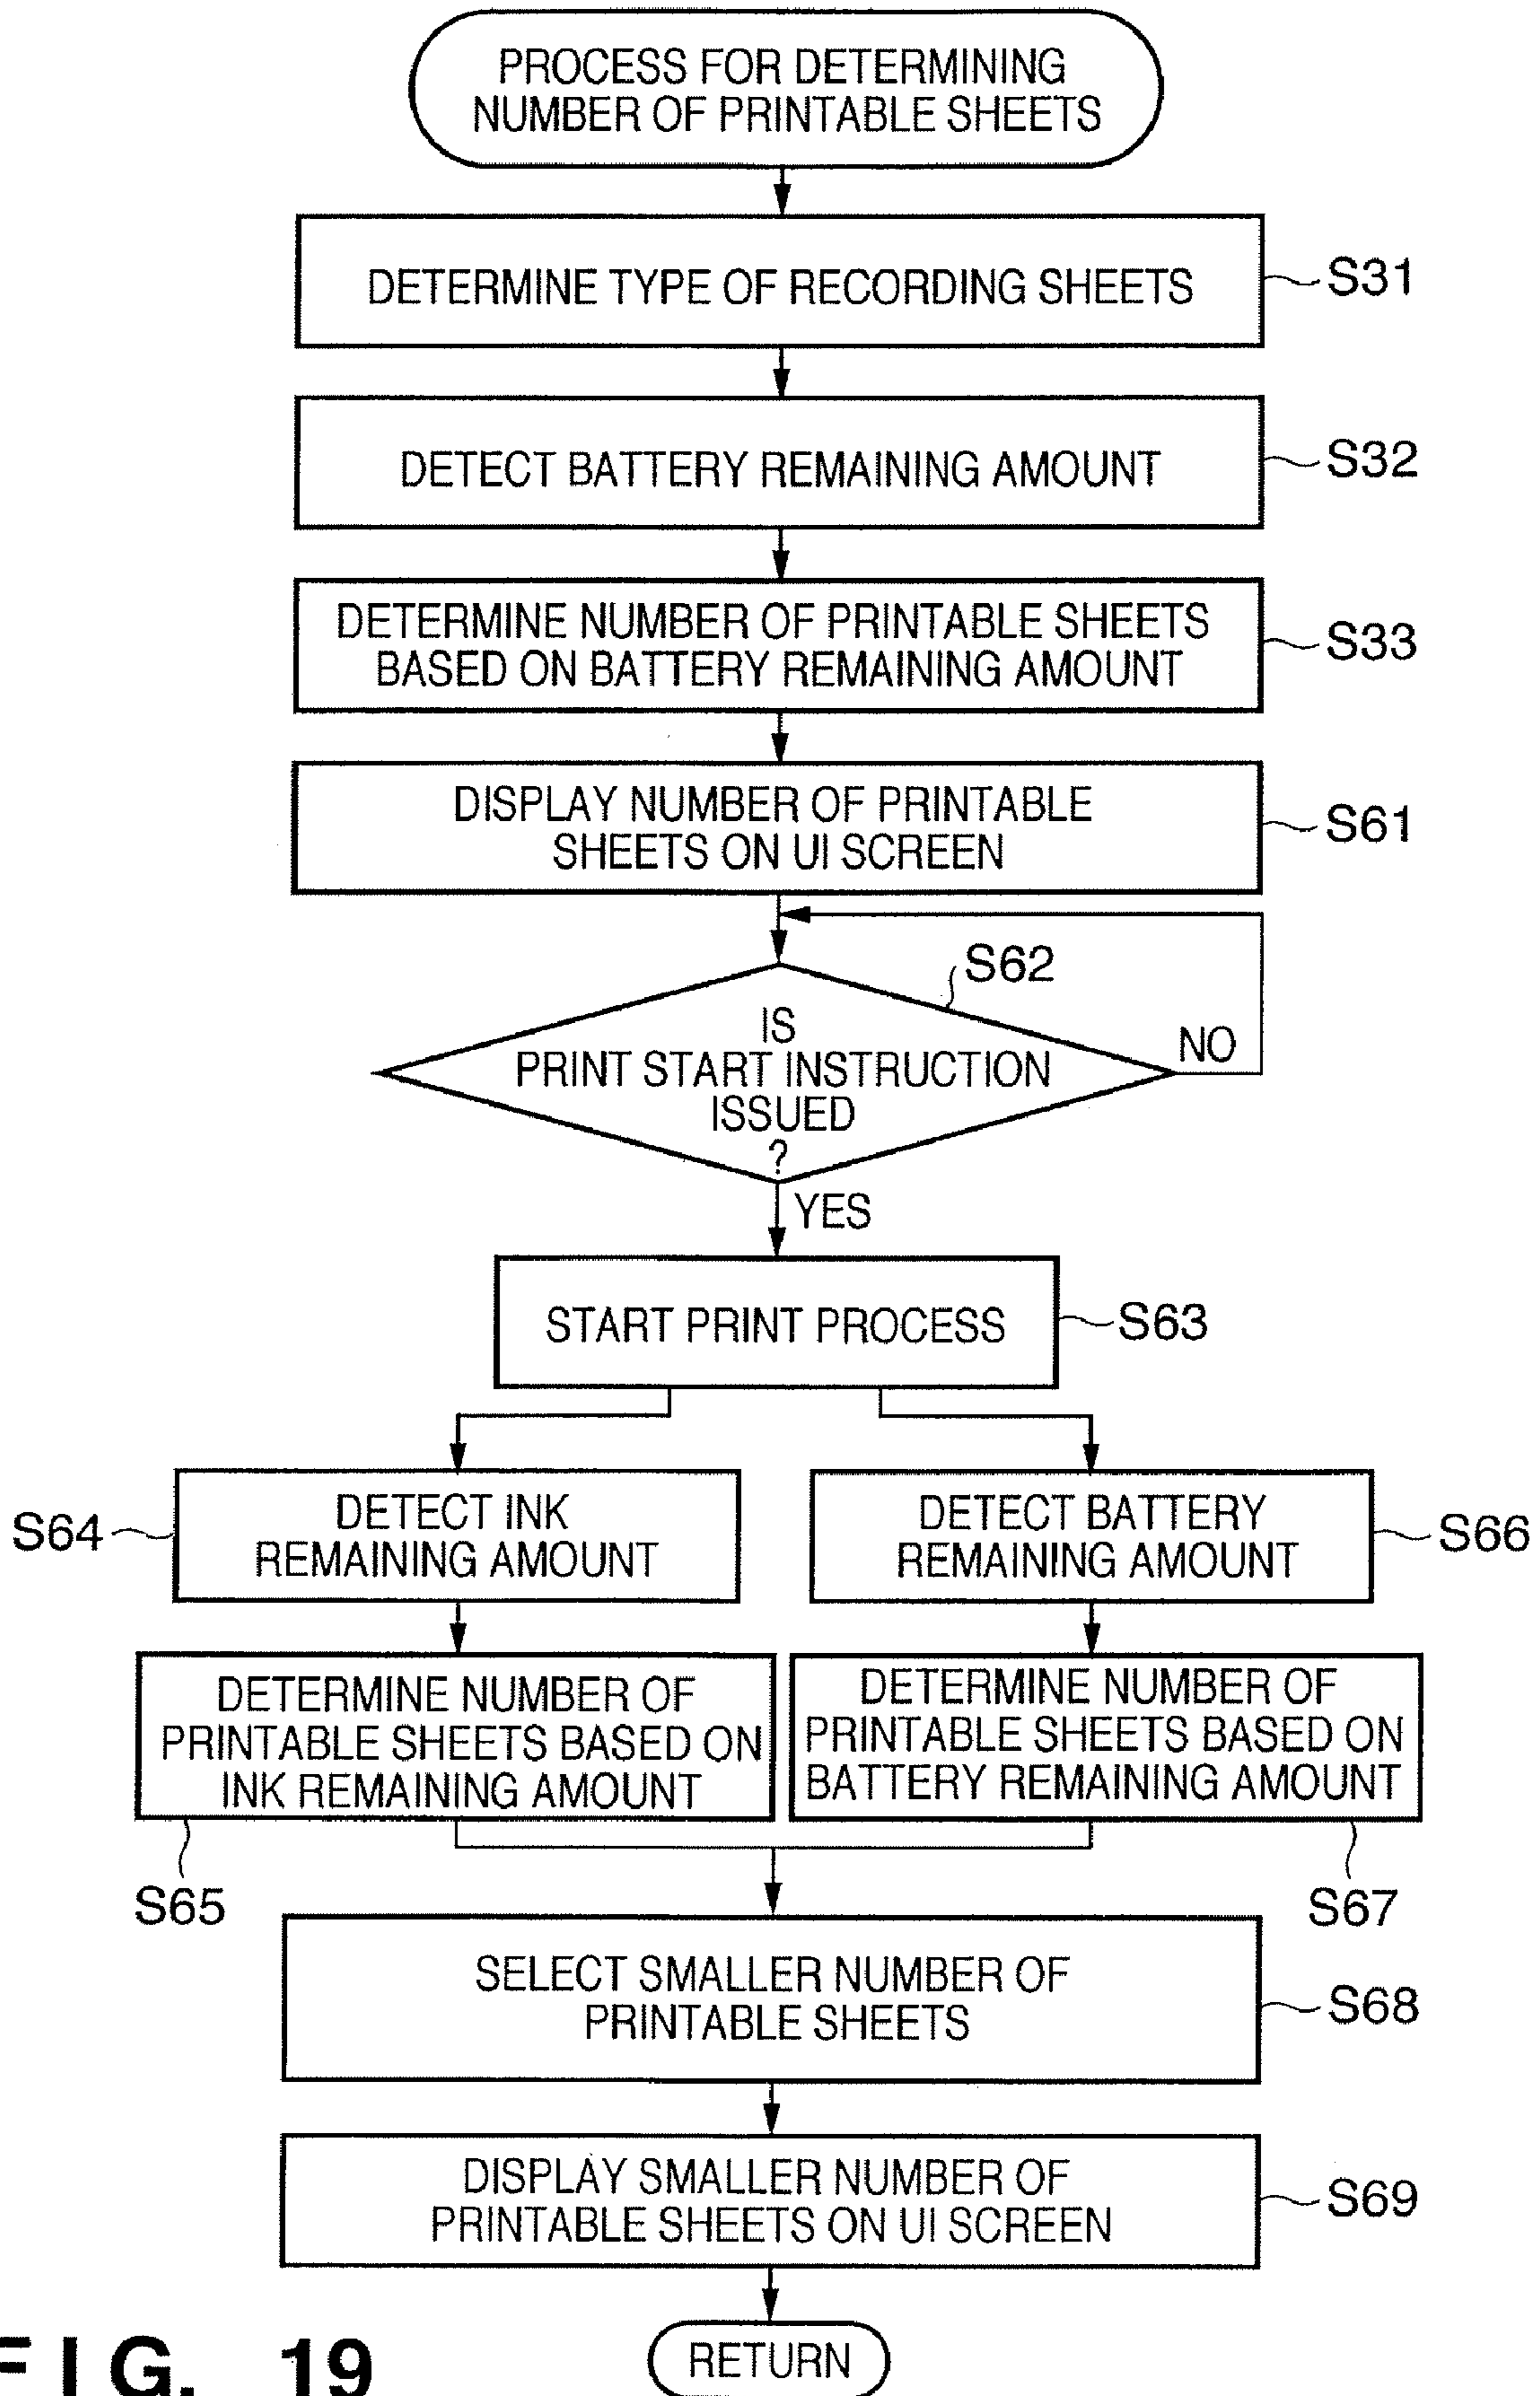 PROCESS FOR DETERMINING
NUMBER OF PRINTABLE SHEETS
DETERMINE TYPE OF RECORDING SHEETS
S31
DETECT BATTERY REMAINING AMOUNT
S32
DETERMINE NUMBER OF PRINTABLE SHEETS
BASED ON BATTERY REMAINING AMOUNT
S33
DISPLAY NUMBER OF PRINTABLE
SHEETS ON UI SCREEN
S61
S62
IS
PRINT START INSTRUCTION
ISSUED
?
NO
YES
START PRINT PROCESS
S63
S64
DETECT INK
REMAINING AMOUNT
DETECT BATTERY
REMAINING AMOUNT
S66
DETERMINE NUMBER OF
PRINTABLE SHEETS BASED ON
INK REMAINING AMOUNT
S65
DETERMINE NUMBER OF
PRINTABLE SHEETS BASED ON
BATTERY REMAINING AMOUNT
S67
SELECT SMALLER NUMBER OF
PRINTABLE SHEETS
S68
DISPLAY SMALLER NUMBER OF
PRINTABLE SHEETS ON UI SCREEN
S69
RETURN
FIG. 19